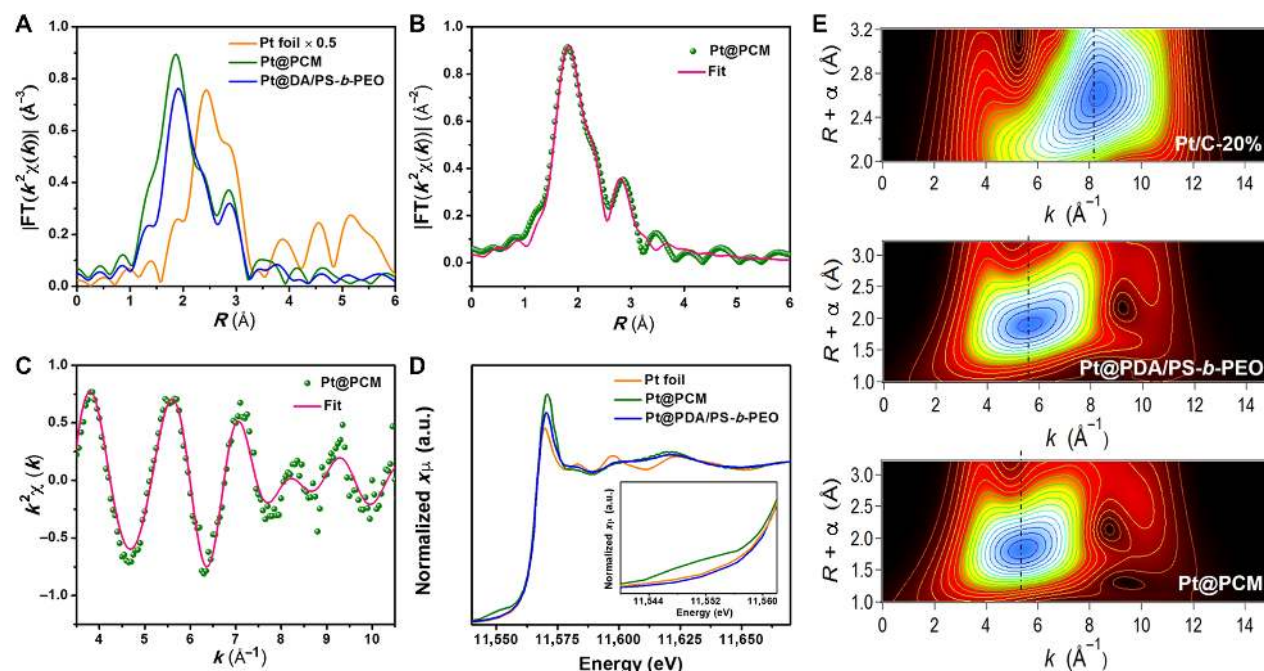 A
|FT(k²χ(k))| (Å⁻³)
1.0
0.8
0.6
0.4
0.2
0.0
0 1 2 3 4 5 6
R (Å)
Pt foil × 0.5
Pt@PCM
Pt@DA/PS-b-PEO
B
|FT(k²χ(k))| (Å⁻²)
1.0
0.8
0.6
0.4
0.2
0.0
0 1 2 3 4 5 6
R (Å)
Pt@PCM
Fit
C
k²χ (k)
1.0
0.5
0.0
−0.5
−1.0
4 5 6 7 8 9 10
k (Å⁻¹)
Pt@PCM
Fit
D
Normalized xμ (a.u.)
11,550 11,575 11,600 11,625 11,650
Energy (eV)
Pt foil
Pt@PCM
Pt@PDA/PS-b-PEO
Normalized xμ (a.u.)
11,544 11,552 11,560
Energy (eV)
E
R + α (Å)
3.2
2.8
2.4
2.0
Pt/C-20%
0 2 4 6 8 10 12 14
k (Å⁻¹)
R + α (Å)
3.0
2.5
2.0
1.5
1.0
Pt@PDA/PS-b-PEO
0 2 4 6 8 10 12 14
k (Å⁻¹)
R + α (Å)
3.0
2.5
2.0
1.5
1.0
Pt@PCM
0 2 4 6 8 10 12 14
k (Å⁻¹)